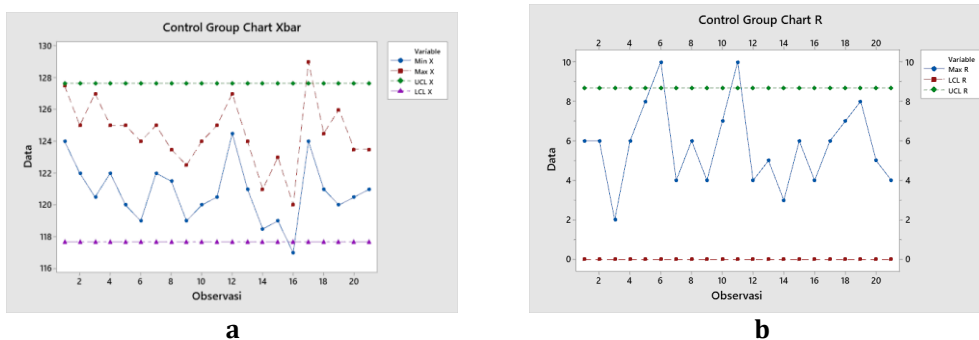 Control Group Chart Xbar
130
128
126
124
122
120
118
116
Data
2 4 6 8 10 12 14 16 18 20
Observasi
Variable
Min X
Max X
UCL X
LCL X
a
Control Group Chart R
2 4 6 8 10 12 14 16 18 20
10 10
8 8
6 6
4 4
2 2
0 0
Data
2 4 6 8 10 12 14 16 18 20
Observasi
Variable
Max R
LCL R
UCL R
b